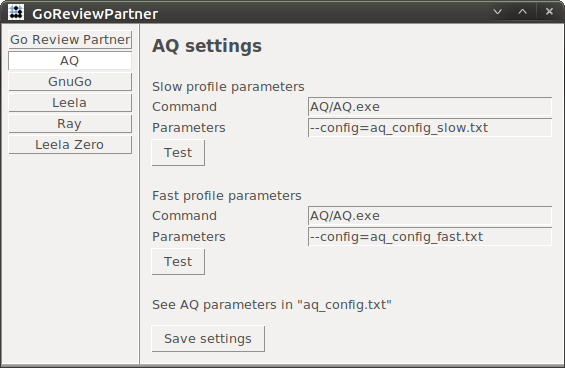 GoReviewPartner
Go Review Partner
AQ
GnuGo
Leela
Ray
Leela Zero
AQ settings
Slow profile parameters
Command AQ/AQ.exe
Parameters --config=aq_config_slow.txt
Test
Fast profile parameters
Command AQ/AQ.exe
Parameters --config=aq_config_fast.txt
Test
See AQ parameters in "aq_config.txt"
Save settings